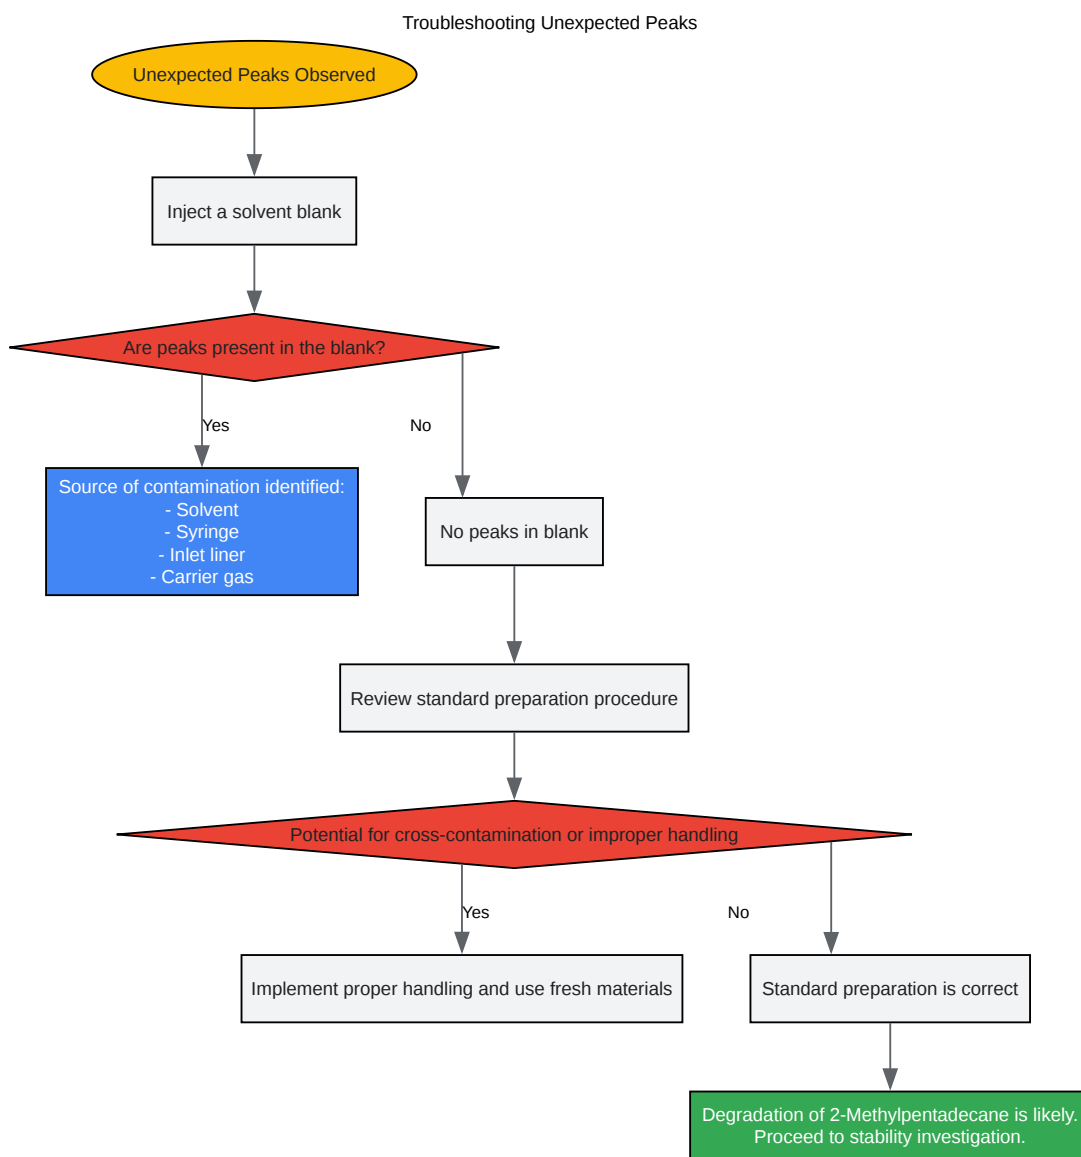 Troubleshooting Unexpected Peaks
Unexpected Peaks Observed
Inject a solvent blank
Are peaks present in the blank?
Yes
No
Source of contamination identified:
- Solvent
- Syringe
- Inlet liner
- Carrier gas
No peaks in blank
Review standard preparation procedure
Potential for cross-contamination or improper handling
Yes
No
Implement proper handling and use fresh materials
Standard preparation is correct
Degradation of 2-Methylpentadecane is likely.
Proceed to stability investigation.